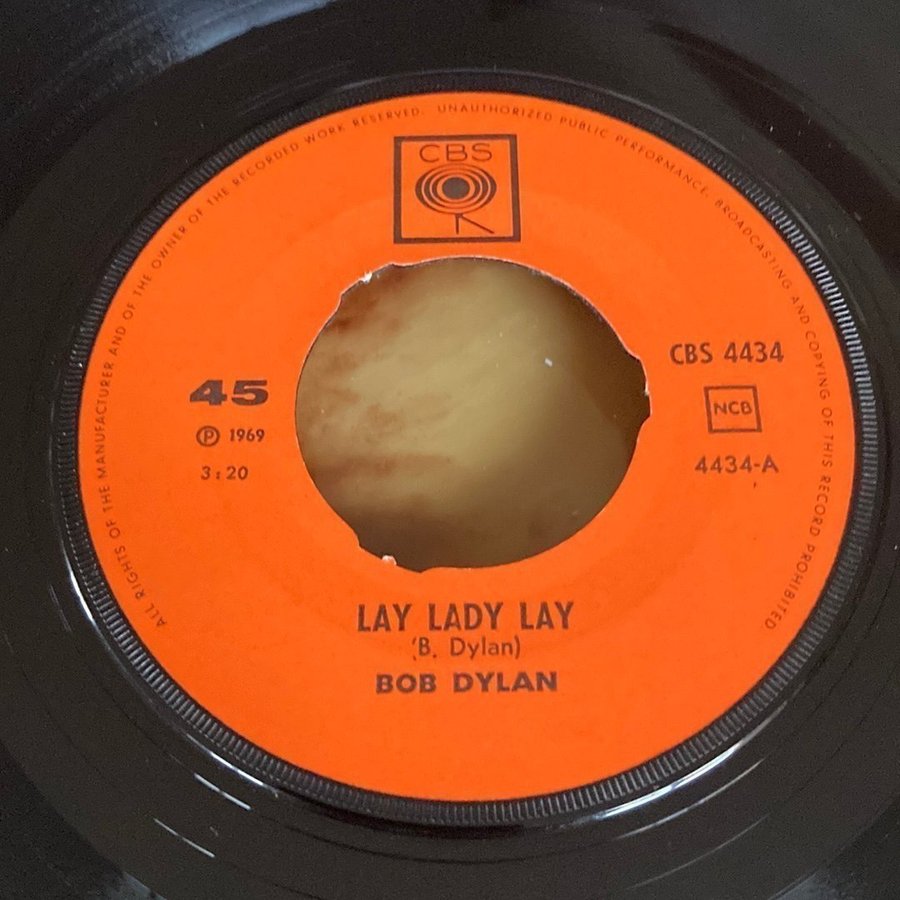 ALL RIGHTS OF THE MANUFACTURER AND OF THE OWNER OF THE RECORDED WORK RESERVED. UNAUTHORIZED PUBLIC PERFORMANCE, BROADCASTING AND COPYING OF THIS RECORD PROHIBITED
CBS
45
Ⓟ 1969
3:20
CBS 4434
NCB
4434-A
LAY LADY LAY
(B. Dylan)
BOB DYLAN